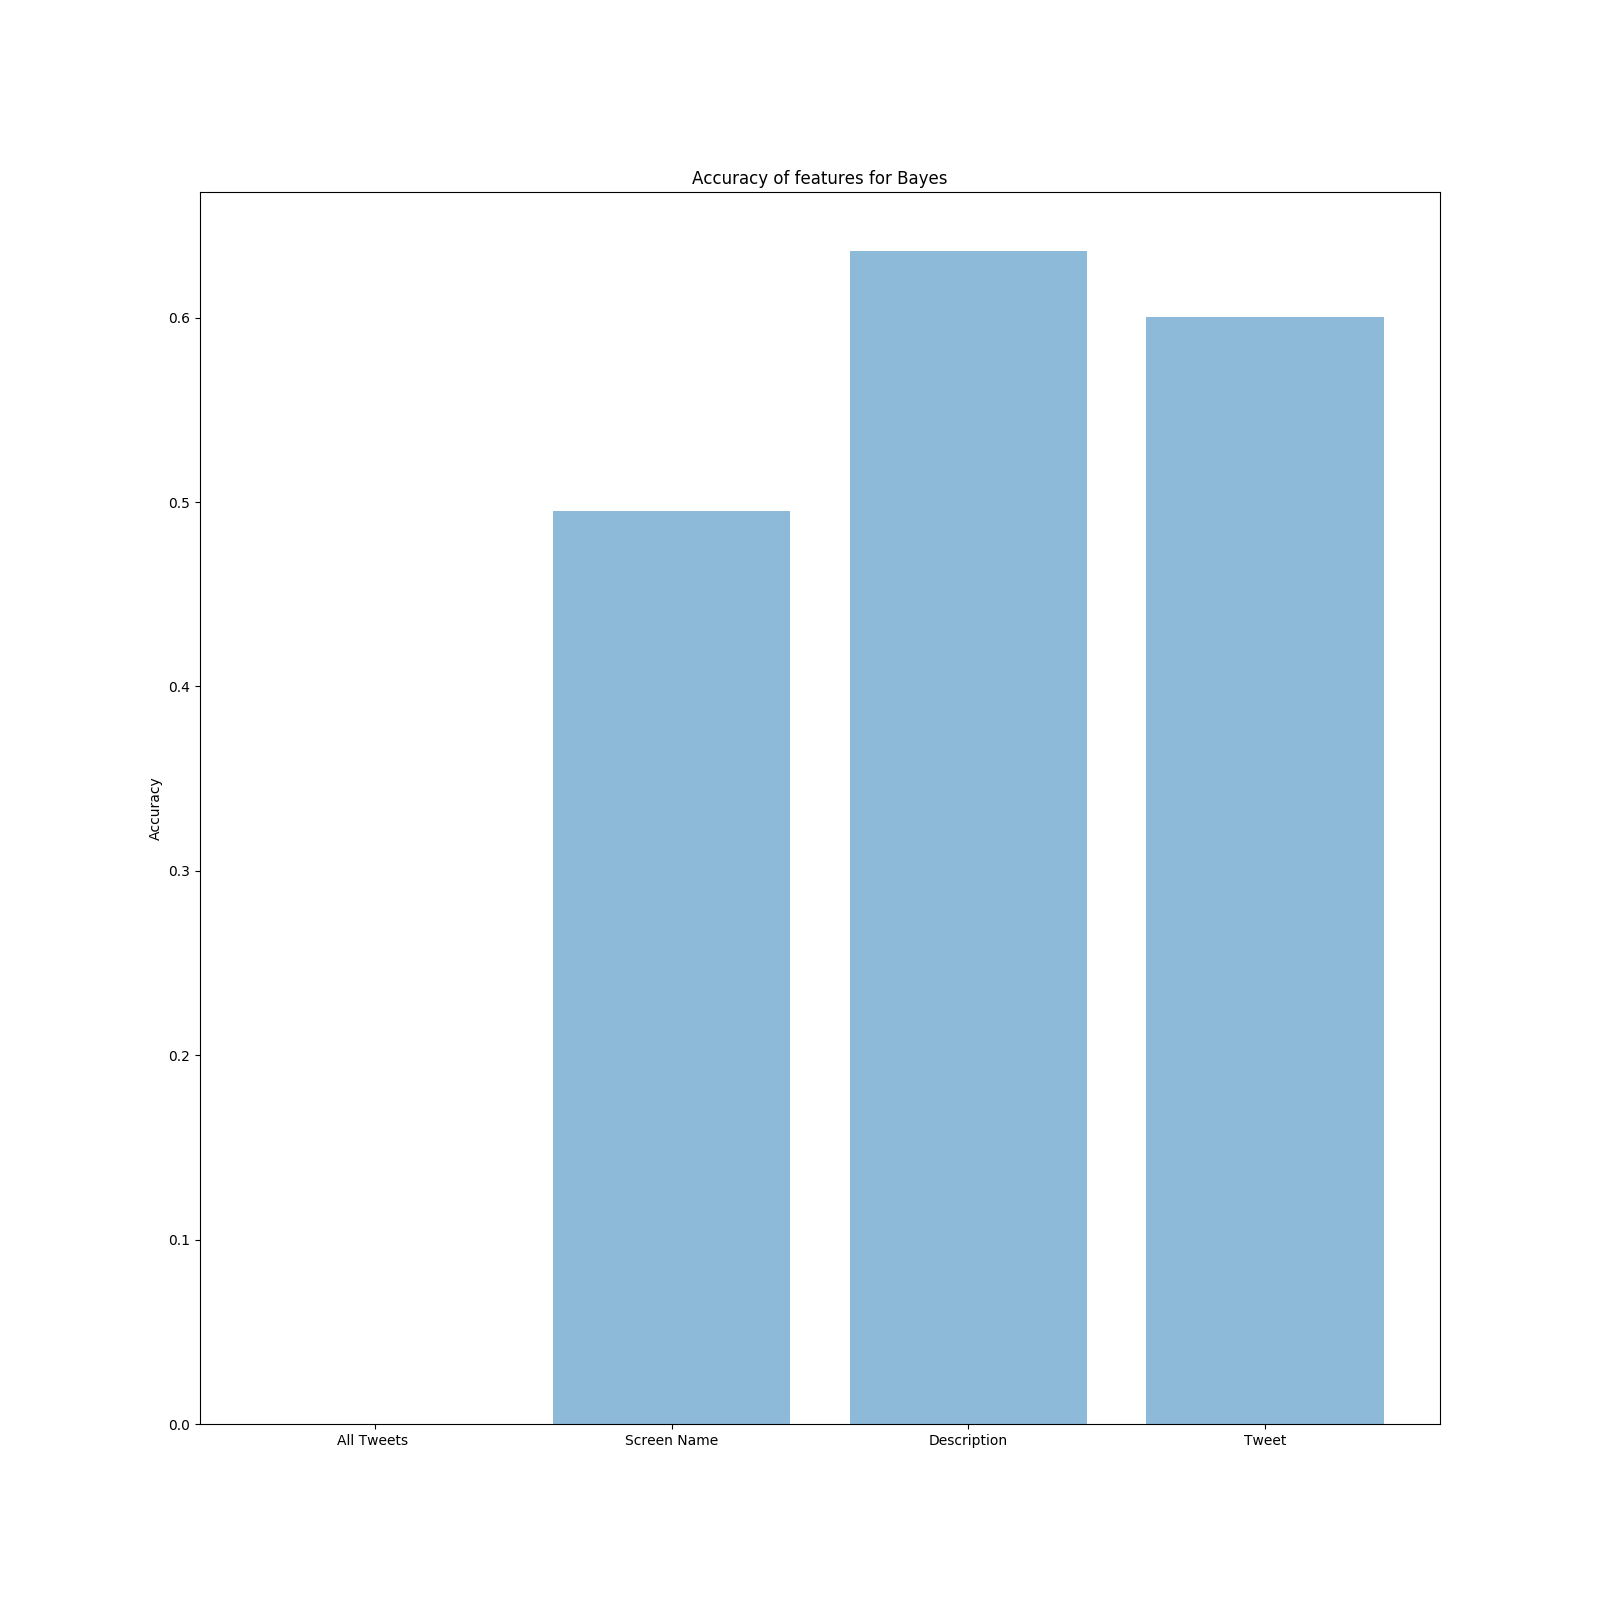 Accuracy of features for Bayes
0.6
0.5
0.4
0.3
0.2
0.1
0.0
Accuracy
All Tweets
Screen Name
Description
Tweet